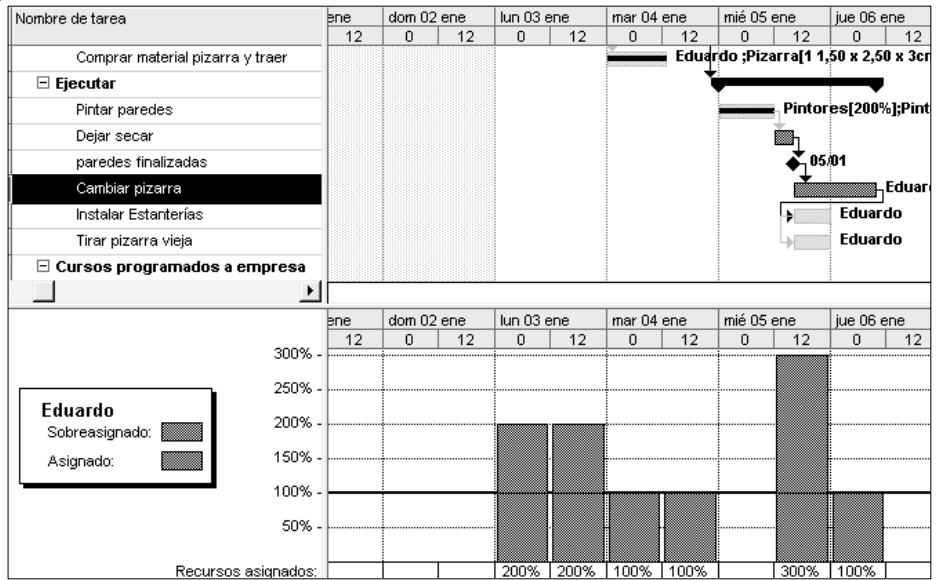 Nombre de tarea
ene dom 02 ene lun 03 ene mar 04 ene mié 05 ene jue 06 ene
12 0 12 0 12 0 12 0 12 0 12
Comprar material pizarra y traer
Eduardo ;Pizarra[1 1,50 x 2,50 x 3cr
Ejecutar
Pintar paredes
Pintores[200%];Pint
Dejar secar
paredes finalizadas
05/01
Cambiar pizarra
Eduar
Instalar Estanterías
Eduardo
Tirar pizarra vieja
Eduardo
Cursos programados a empresa
ene dom 02 ene lun 03 ene mar 04 ene mié 05 ene jue 06 ene
12 0 12 0 12 0 12 0 12 0 12
300%
250%
200%
150%
100%
50%
Eduardo
Sobreasignado:
Asignado:
Recursos asignados: 200% 200% 100% 100% 300% 100%